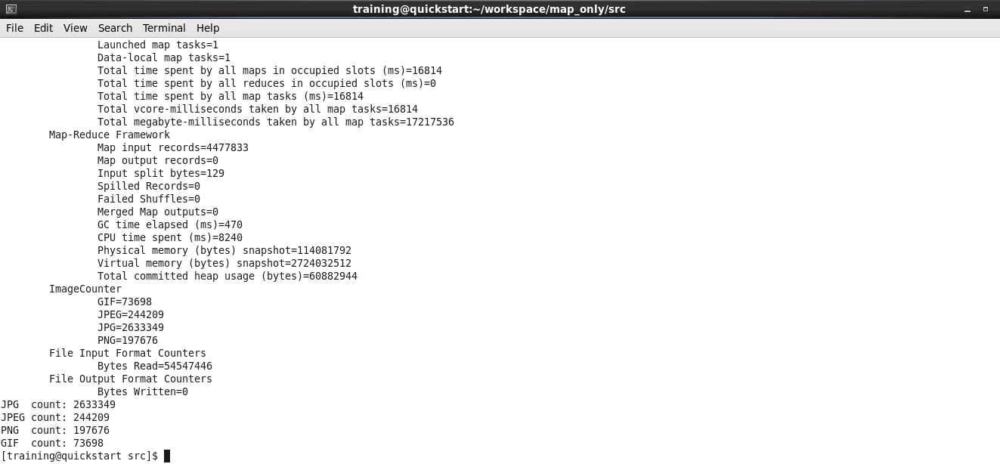 training@quickstart:~/workspace/map_only/src
File Edit View Search Terminal Help
Launched map tasks=1
Data-local map tasks=1
Total time spent by all maps in occupied slots (ms)=16814
Total time spent by all reduces in occupied slots (ms)=0
Total time spent by all map tasks (ms)=16814
Total vcore-milliseconds taken by all map tasks=16814
Total megabyte-milliseconds taken by all map tasks=17217536
Map-Reduce Framework
Map input records=4477833
Map output records=0
Input split bytes=129
Spilled Records=0
Failed Shuffles=0
Merged Map outputs=0
GC time elapsed (ms)=470
CPU time spent (ms)=8240
Physical memory (bytes) snapshot=114081792
Virtual memory (bytes) snapshot=2724032512
Total committed heap usage (bytes)=60882944
ImageCounter
GIF=73698
JPEG=244209
JPG=2633349
PNG=197676
File Input Format Counters
Bytes Read=54547446
File Output Format Counters
Bytes Written=0
JPG  count: 2633349
JPEG count: 244209
PNG  count: 197676
GIF  count: 73698
[training@quickstart src]$